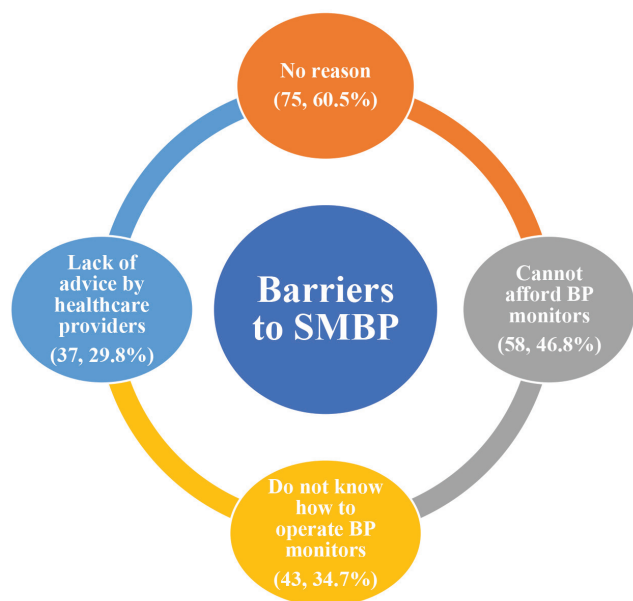 No reason
(75, 60.5%)
Lack of
advice by
healthcare
providers
(37, 29.8%)
Barriers
to SMBP
Cannot
afford BP
monitors
(58, 46.8%)
Do not know
how to
operate BP
monitors
(43, 34.7%)